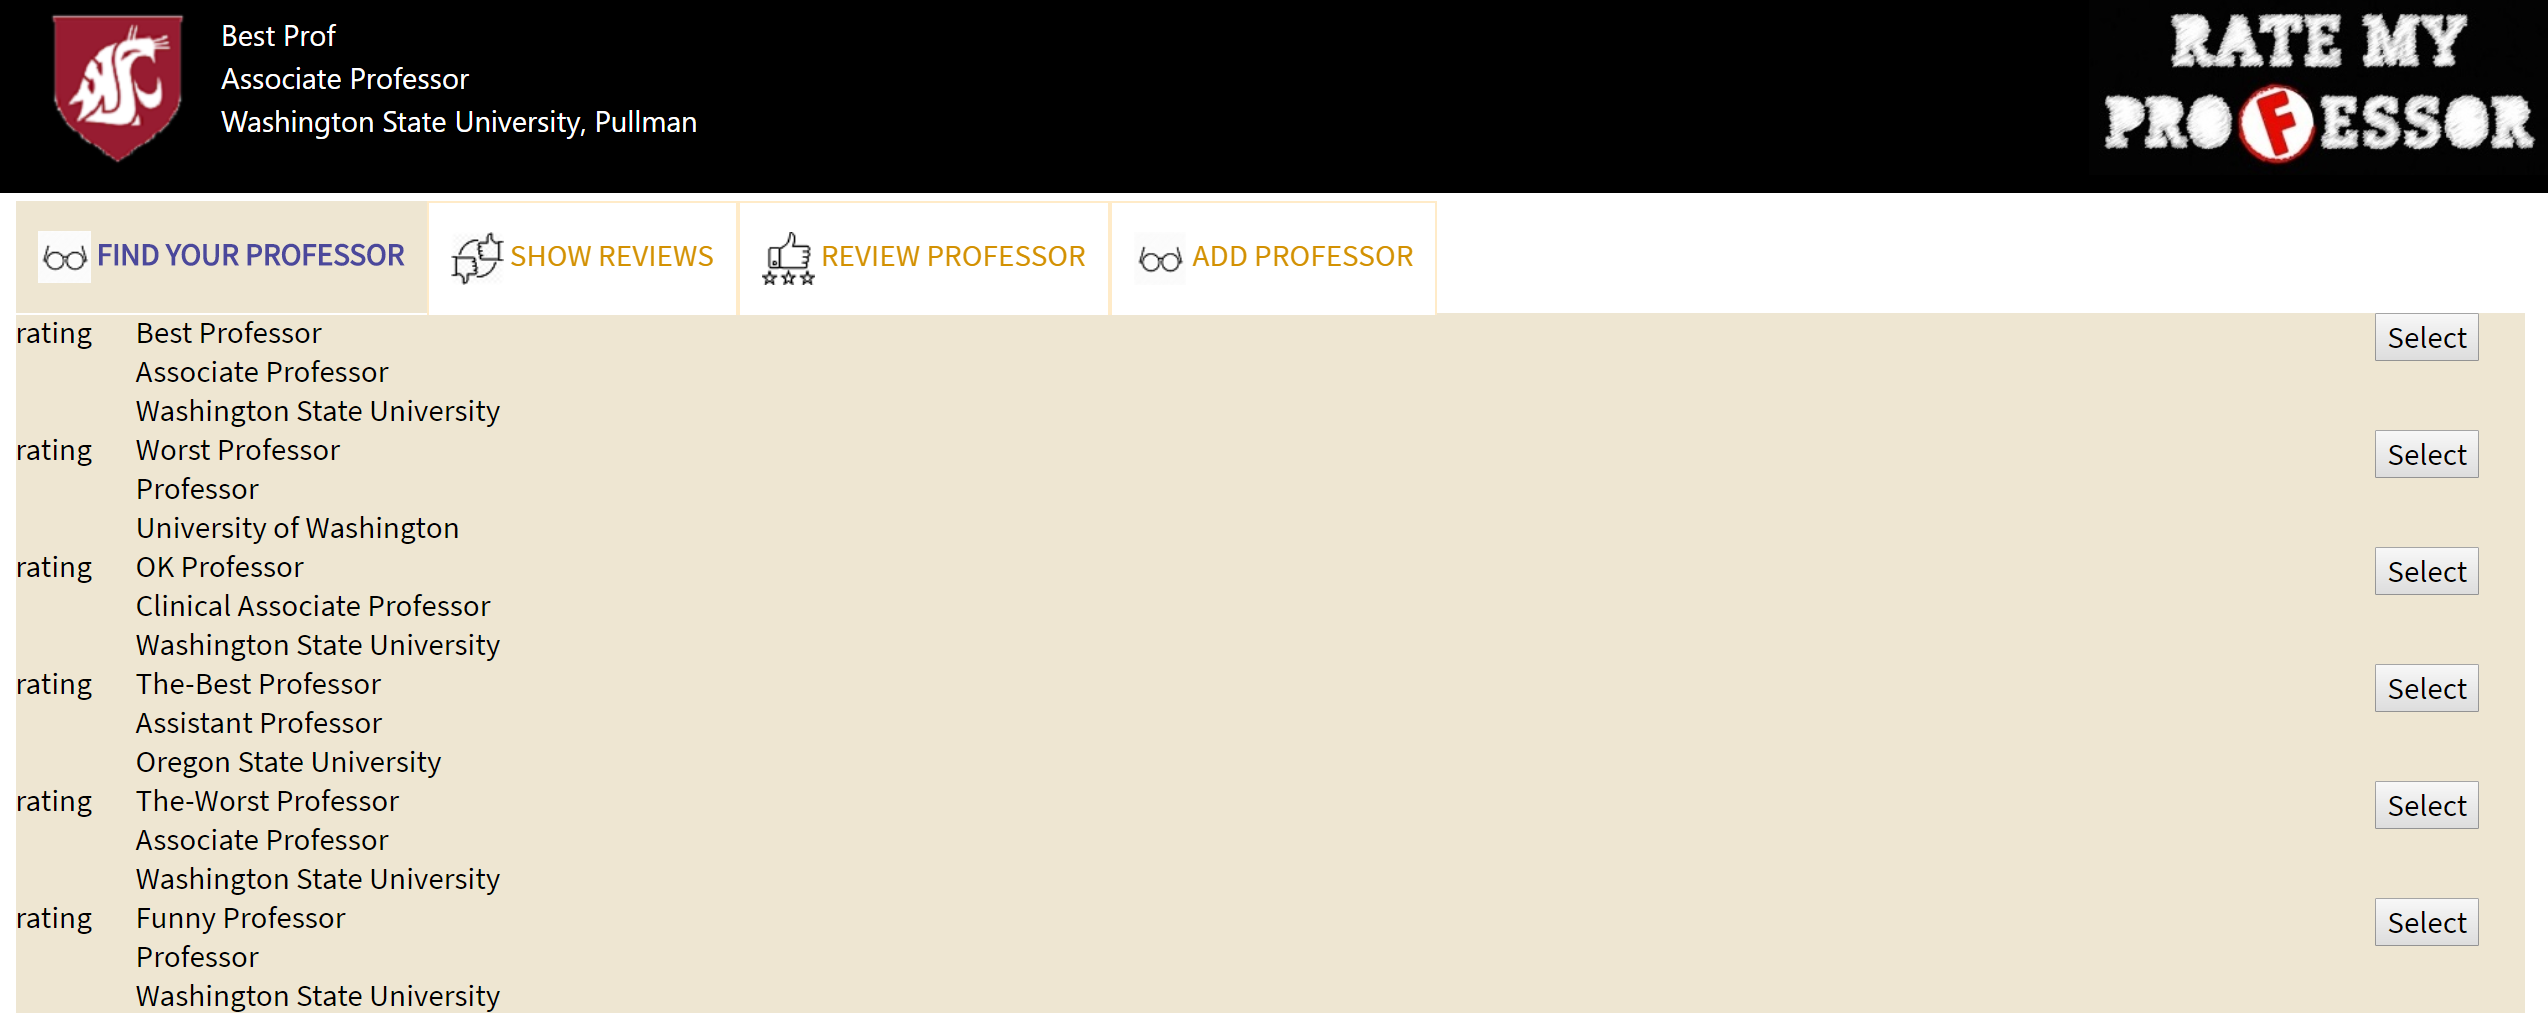 Best Prof
Associate Professor
Washington State University, Pullman
RATE MY
PROFESSOR
FIND YOUR PROFESSOR
SHOW REVIEWS
REVIEW PROFESSOR
ADD PROFESSOR
rating Best Professor Select
Associate Professor
Washington State University
rating Worst Professor Select
Professor
University of Washington
rating OK Professor Select
Clinical Associate Professor
Washington State University
rating The-Best Professor Select
Assistant Professor
Oregon State University
rating The-Worst Professor Select
Associate Professor
Washington State University
rating Funny Professor Select
Professor
Washington State University